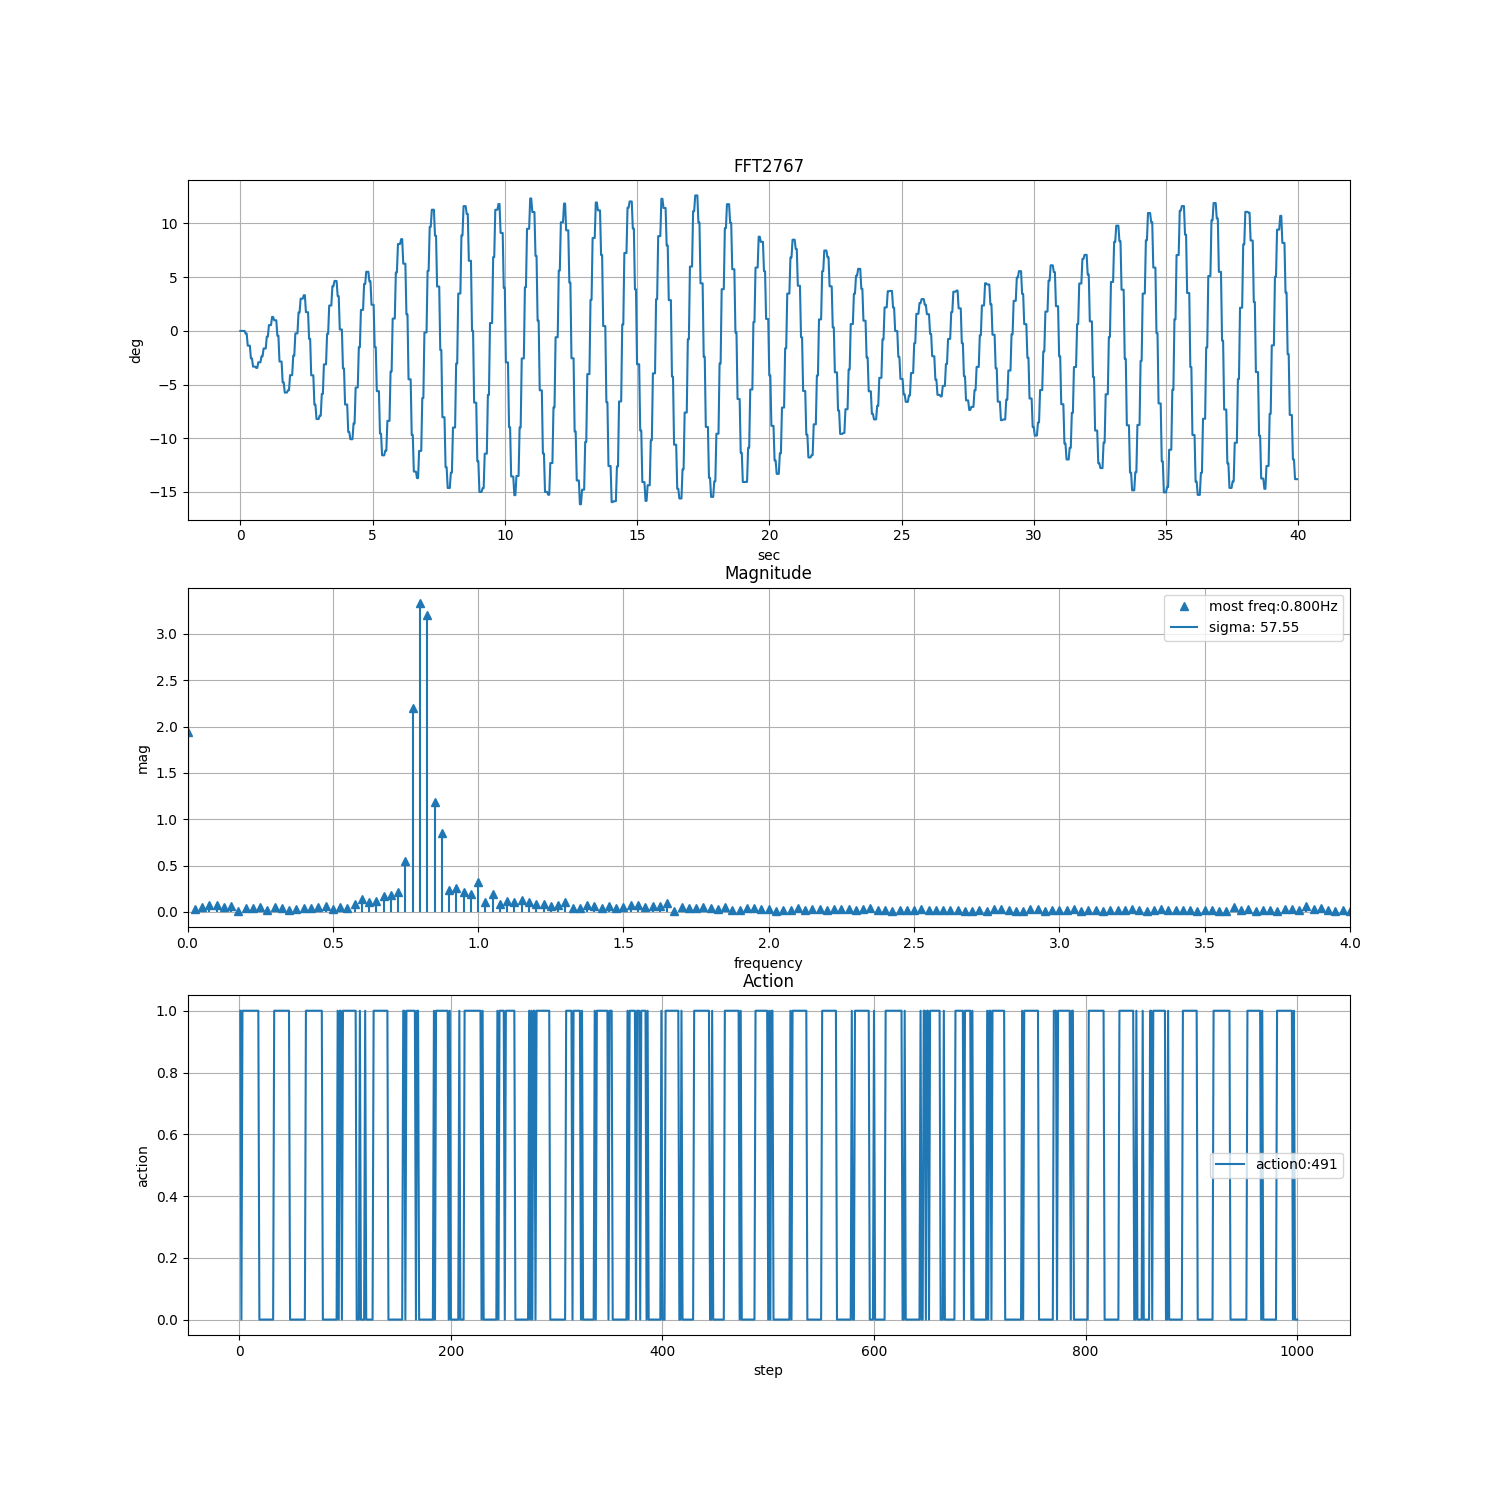 FFT2767
10
5
0
−5
−10
−15
deg
0 5 10 15 20 25 30 35 40
sec
Magnitude
most freq:0.800Hz
sigma: 57.55
3.0
2.5
2.0
1.5
1.0
0.5
0.0
mag
0.0 0.5 1.0 1.5 2.0 2.5 3.0 3.5 4.0
frequency
Action
1.0
0.8
0.6
0.4
0.2
0.0
action
action0:491
0 200 400 600 800 1000
step